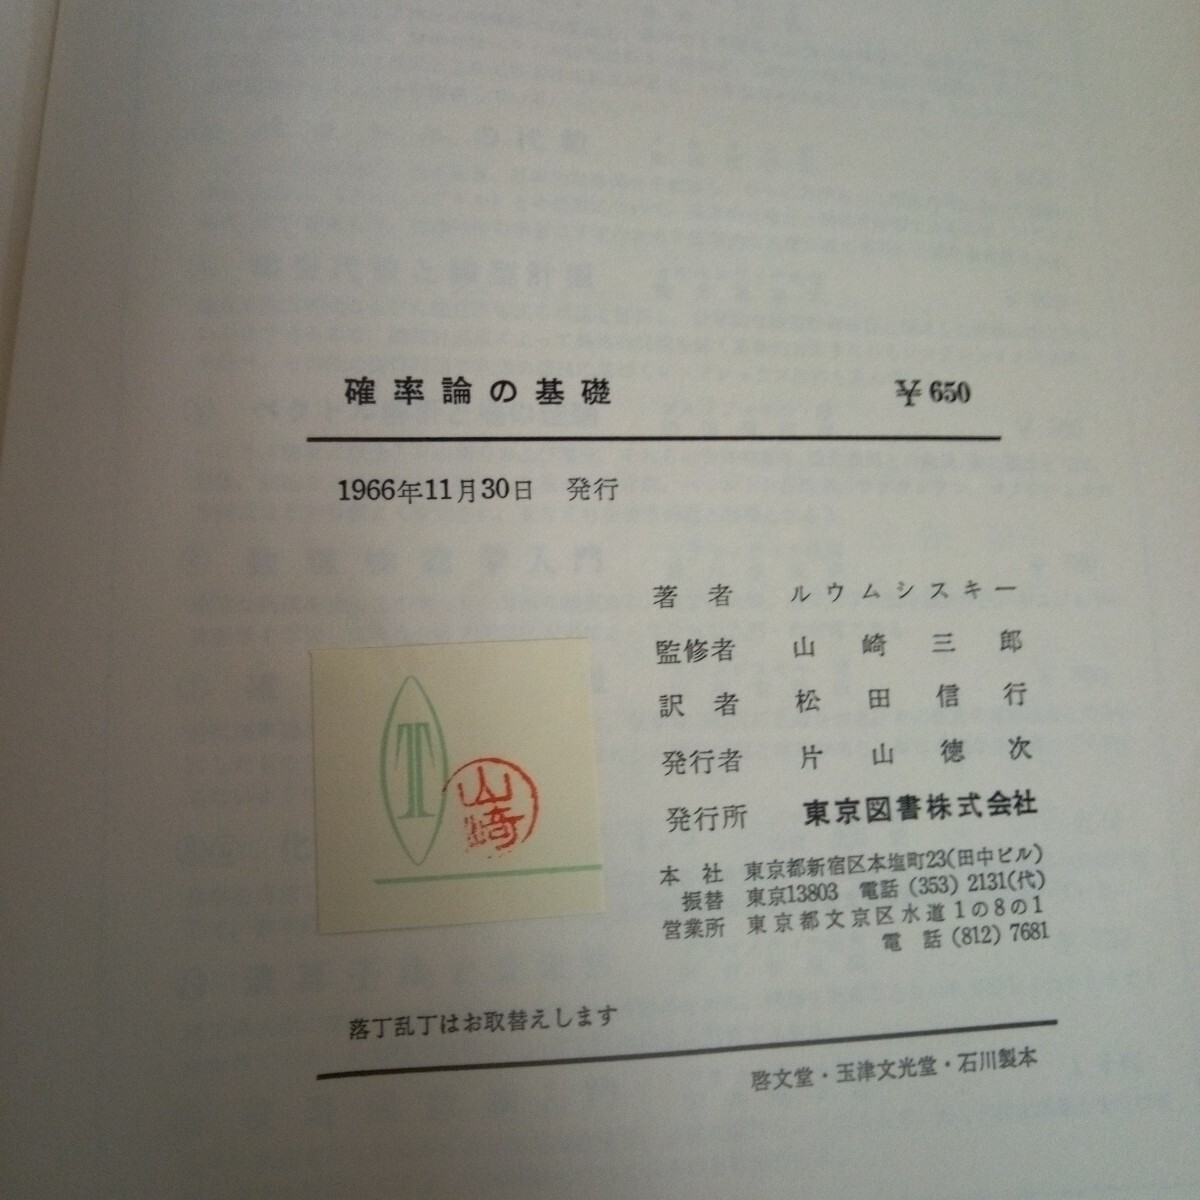 確率論の基礎 ¥650
1966年11月30日 発行
著者 ルウムシスキー
監修者 山崎三郎
訳者 松田信行
発行者 片山徳次
発行所 東京図書株式会社
本社 東京都新宿区本塩町23(田中ビル)
振替 東京13803 電話 (353) 2131(代)
営業所 東京都文京区水道1の8の1
電話 (812) 7681
T
山崎
落丁乱丁はお取替えします
啓文堂・玉津文光堂・石川製本